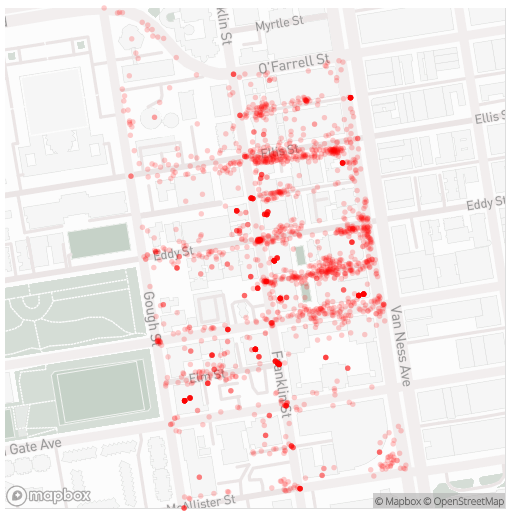 Myrtle St
klin St
O'Farrell St
Ellis St
Ellis St
Eddy St
Eddy St
Gough St
Van Ness Ave
Franklin St
Elm St
Gate Ave
McAllister St
mapbox
© Mapbox © OpenStreetMap